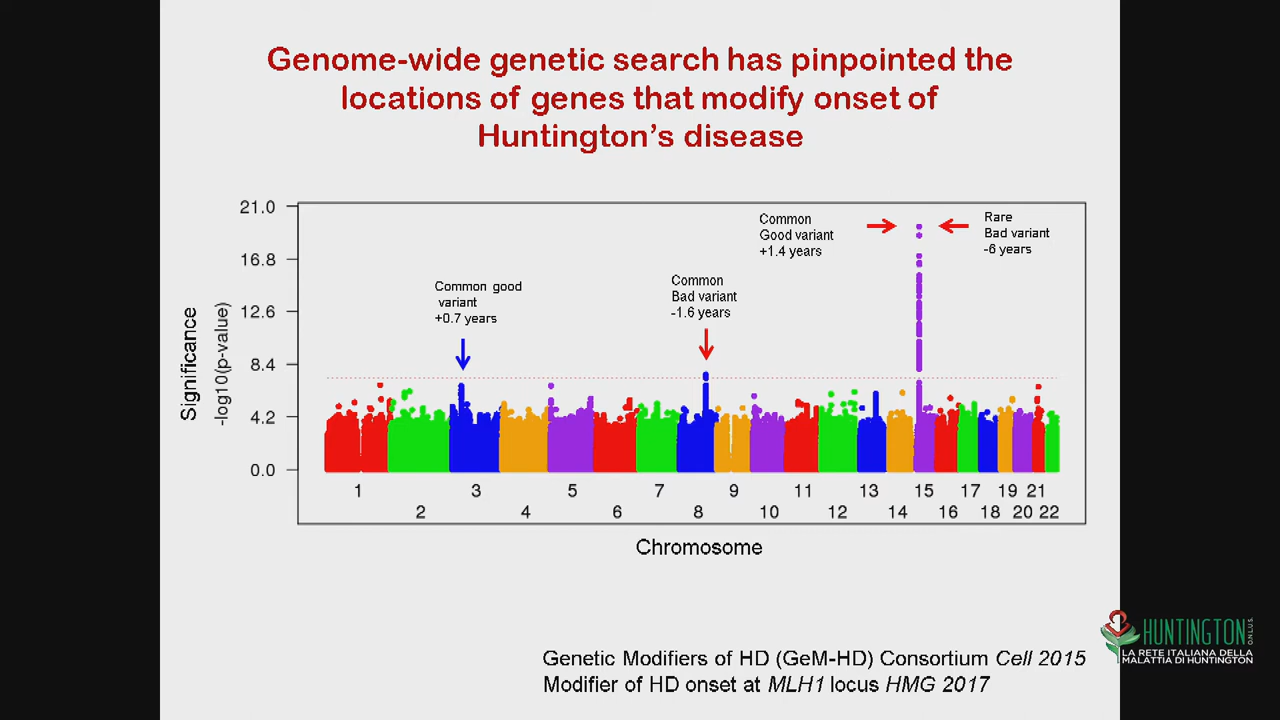 Genome-wide genetic search has pinpointed the
locations of genes that modify onset of
Huntington's disease
21.0
16.8
12.6
8.4
4.2
0.0
Significance
-log10(p-value)
Common good
variant
+0.7 years
Common
Bad variant
-1.6 years
Common
Good variant
+1.4 years
Rare
Bad variant
-6 years
1 3 5 7 9 11 13 15 17 19 21
2 4 6 8 10 12 14 16 18 20 22
Chromosome
Genetic Modifiers of HD (GeM-HD) Consortium Cell 2015
Modifier of HD onset at MLH1 locus HMG 2017
HUNTINGTON O.N.L.U.S.
LA RETE ITALIANA DELLA
MALATTIA DI HUNTINGTON